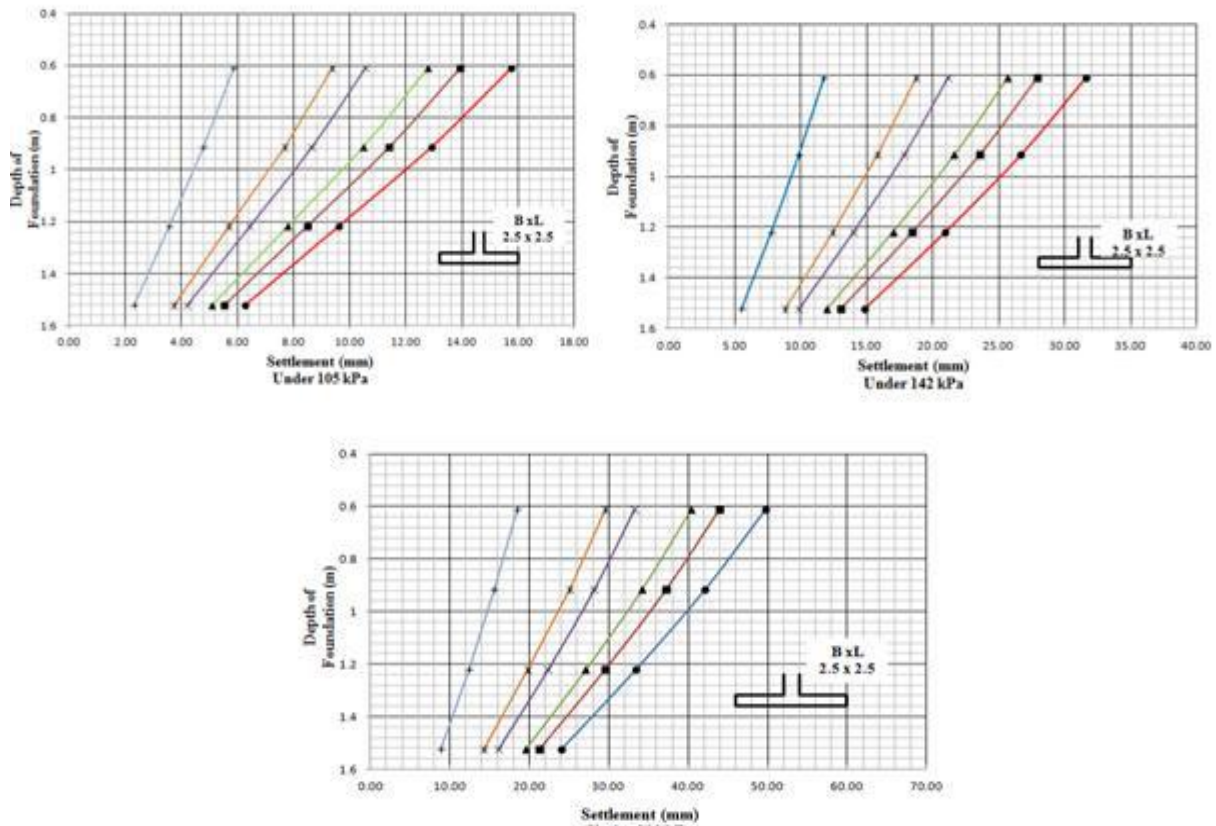 0.4
0.6
0.8
1
1.2
1.4
1.6
Depth of
Foundation (m)
0.00 2.00 4.00 6.00 8.00 10.00 12.00 14.00 16.00 18.00
Settlement (mm)
Under 105 kPa
B xL
2.5 x 2.5
0.4
0.6
0.8
1
1.2
1.4
1.6
Depth of
Foundation (m)
0.00 5.00 10.00 15.00 20.00 25.00 30.00 35.00 40.00
Settlement (mm)
Under 142 kPa
B xL
2.5 x 2.5
0.4
0.6
0.8
1
1.2
1.4
1.6
Depth of
Foundation (m)
0.00 10.00 20.00 30.00 40.00 50.00 60.00 70.00
Settlement (mm)
B xL
2.5 x 2.5